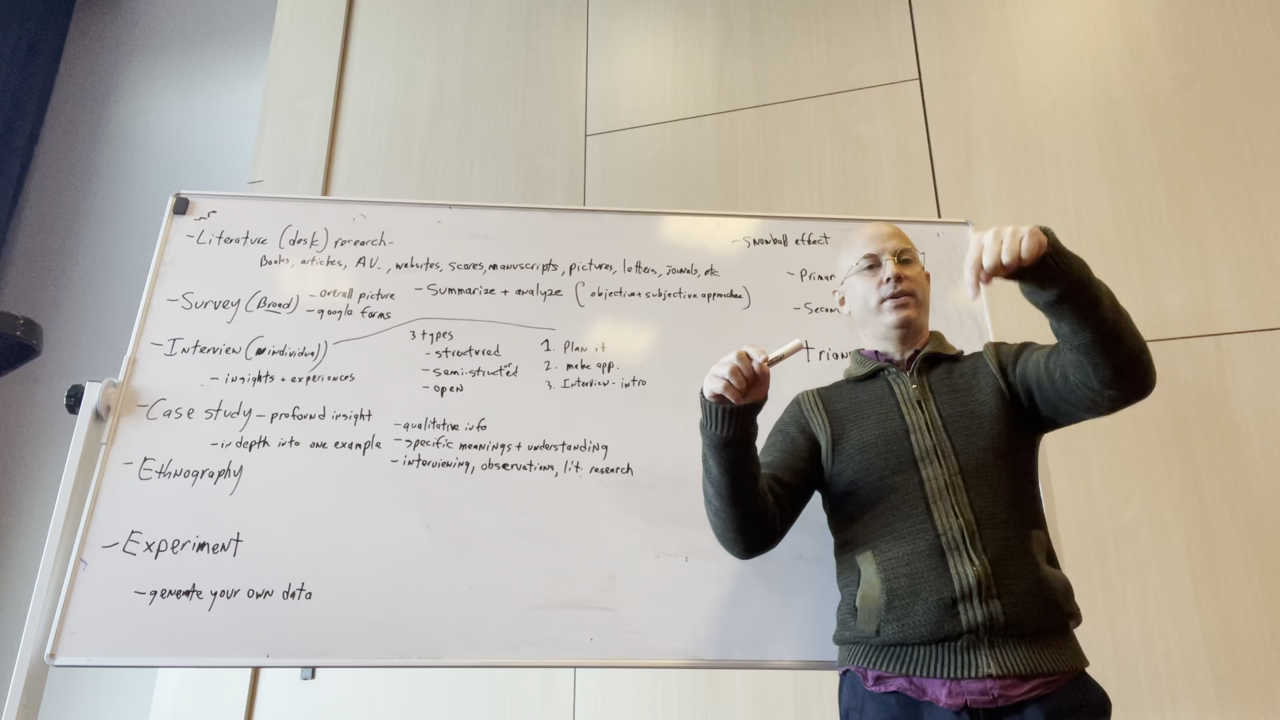 - Literature (desk) research -
Books, articles, AV., websites, scores, manuscripts, pictures, letters, journals, etc
- Summarize + analyze (objective + subjective approaches)
- Survey (Broad)
- overall picture
- google forms
- Interview (individual)
- insights + experiences
3 types
- structured
- semi-structed
- open
1. Plan it
2. make app.
3. Interview - intro
- Case study - profound insight
- in depth into one example
- qualitative info
- specific meanings + understanding
- interviewing, observations, lit. research
- Ethnography
- Experiment
- generate your own data
- Snowball effect
- Primar
- Secon